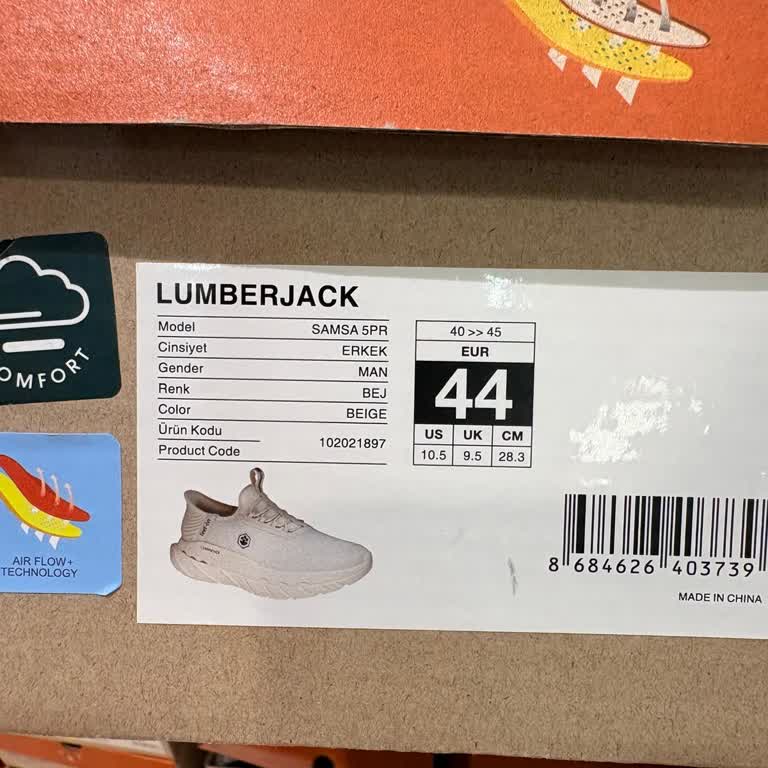 LUMBERJACK
Model SAMSA 5PR
Cinsiyet ERKEK
Gender MAN
Renk BEJ
Color BEIGE
Ürün Kodu
Product Code 102021897
40 >> 45
EUR
44
US UK CM
10.5 9.5 28.3
8 684626 403739
MADE IN CHINA
OMFORT
AIR FLOW+
TECHNOLOGY